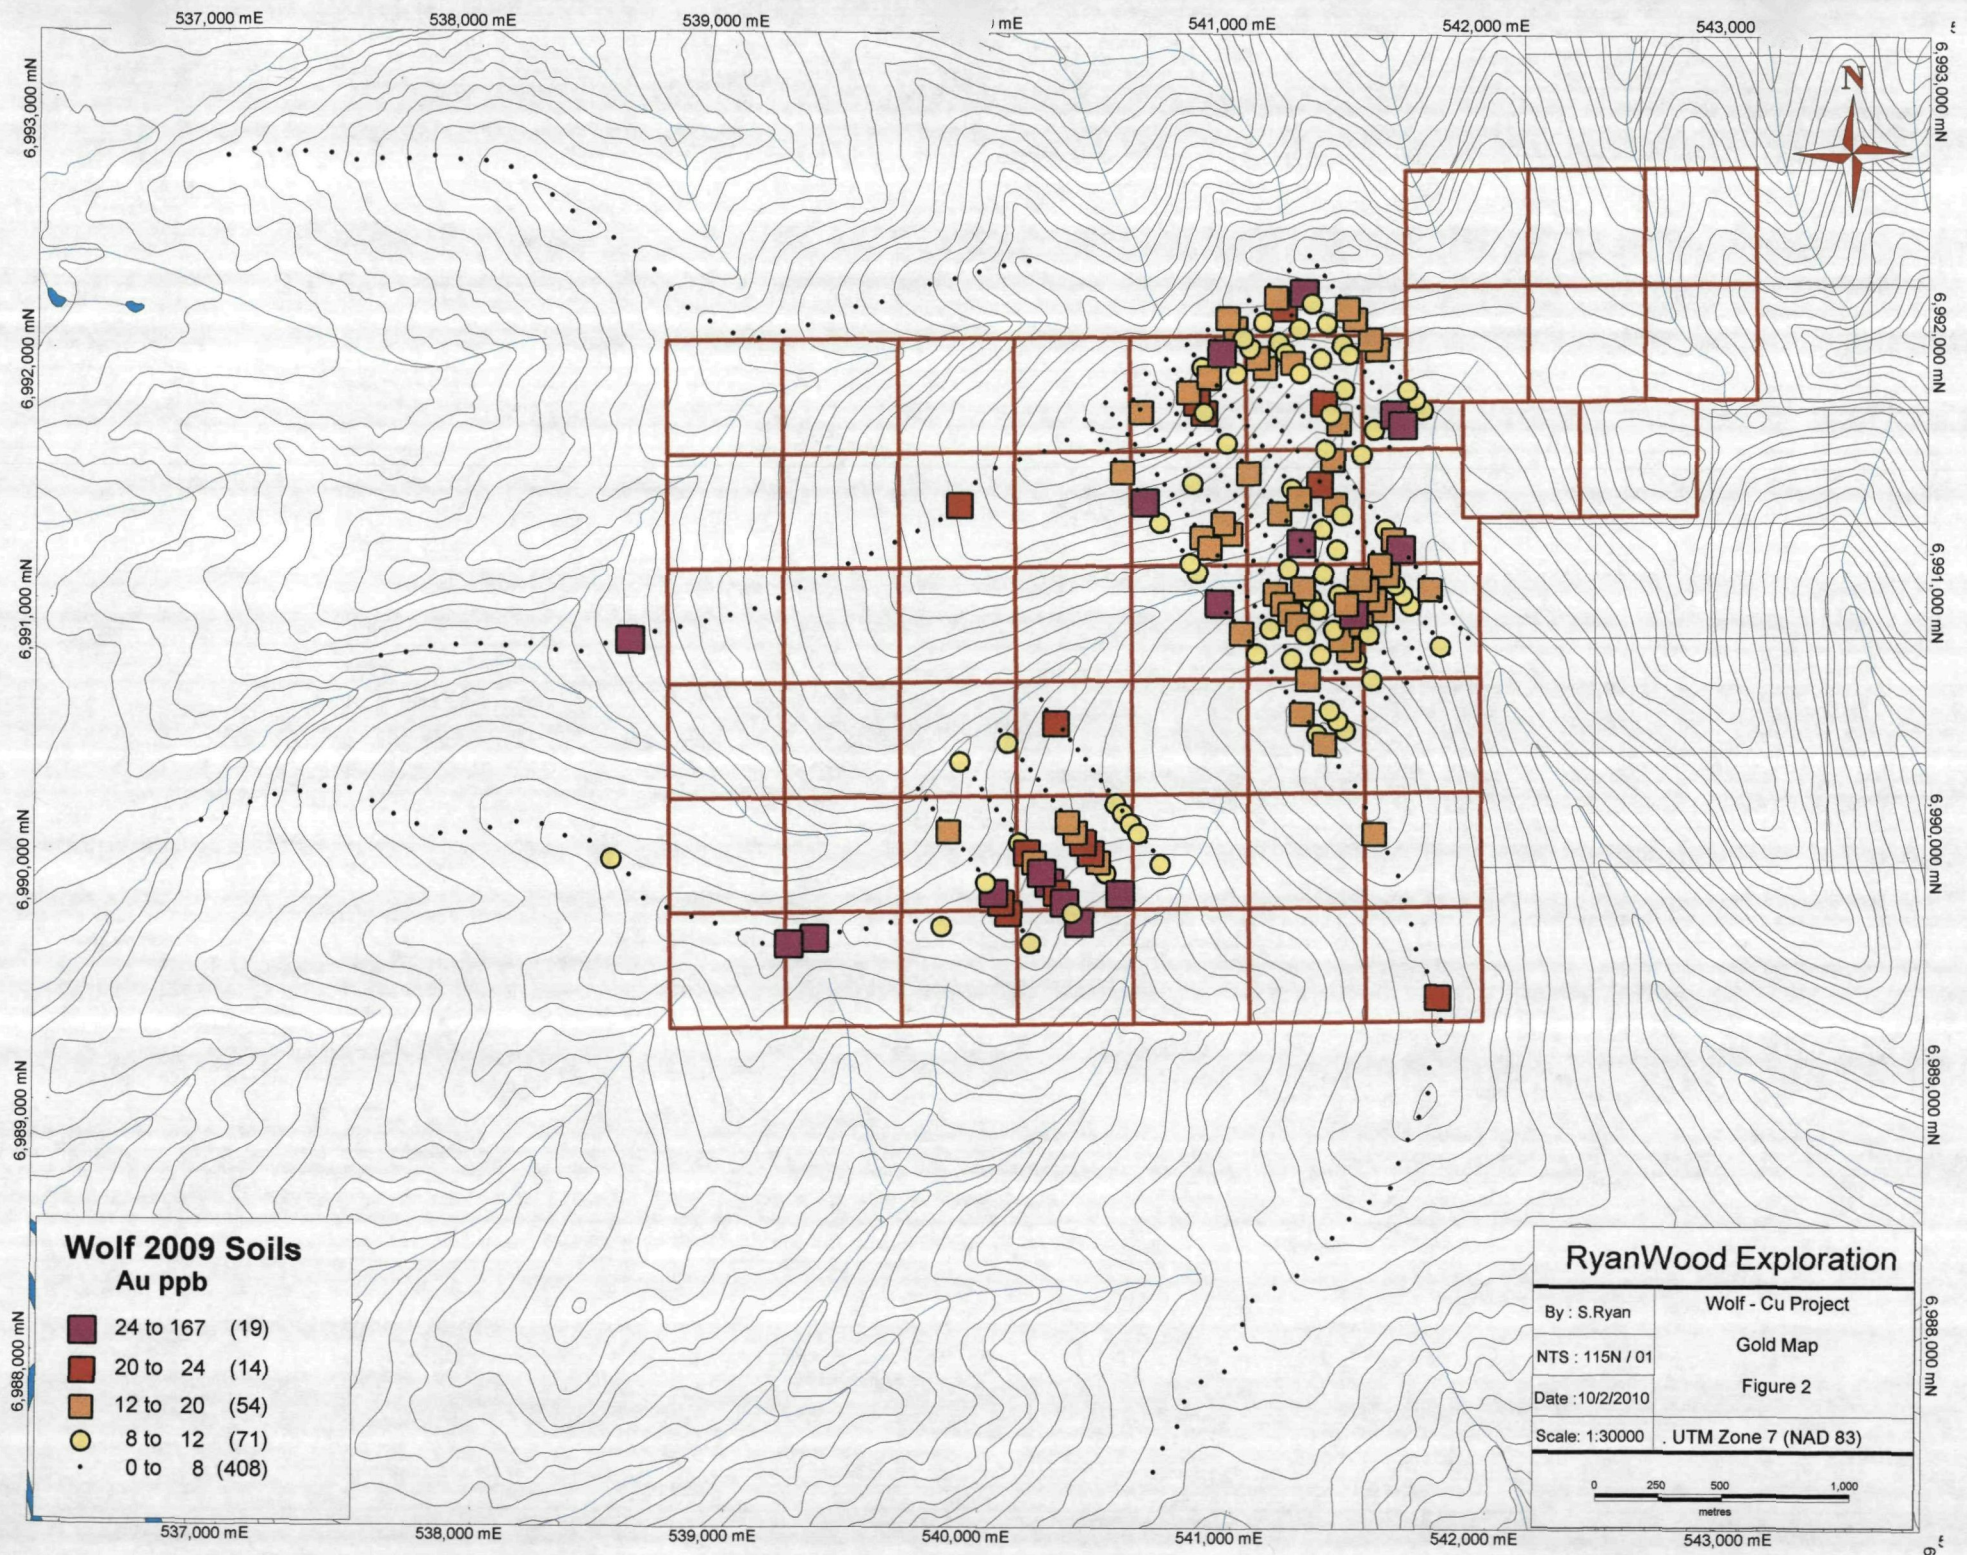 537,000 mE 538,000 mE 539,000 mE mE 541,000 mE 542,000 mE 543,000
6,993,000 mN
6,992,000 mN
6,991,000 mN
6,990,000 mN
6,989,000 mN
6,988,000 mN
N
6,993,000 mN
6,992,000 mN
6,991,000 mN
6,990,000 mN
6,989,000 mN
6,988,000 mN
Wolf 2009 Soils
Au ppb
24 to 167 (19)
20 to 24 (14)
12 to 20 (54)
8 to 12 (71)
0 to 8 (408)
RyanWood Exploration
By : S.Ryan
NTS : 115N / 01
Date :10/2/2010
Scale: 1:30000
Wolf - Cu Project
Gold Map
Figure 2
. UTM Zone 7 (NAD 83)
0 250 500 1,000
metres
537,000 mE 538,000 mE 539,000 mE 540,000 mE 541,000 mE 542,000 mE 543,000 mE